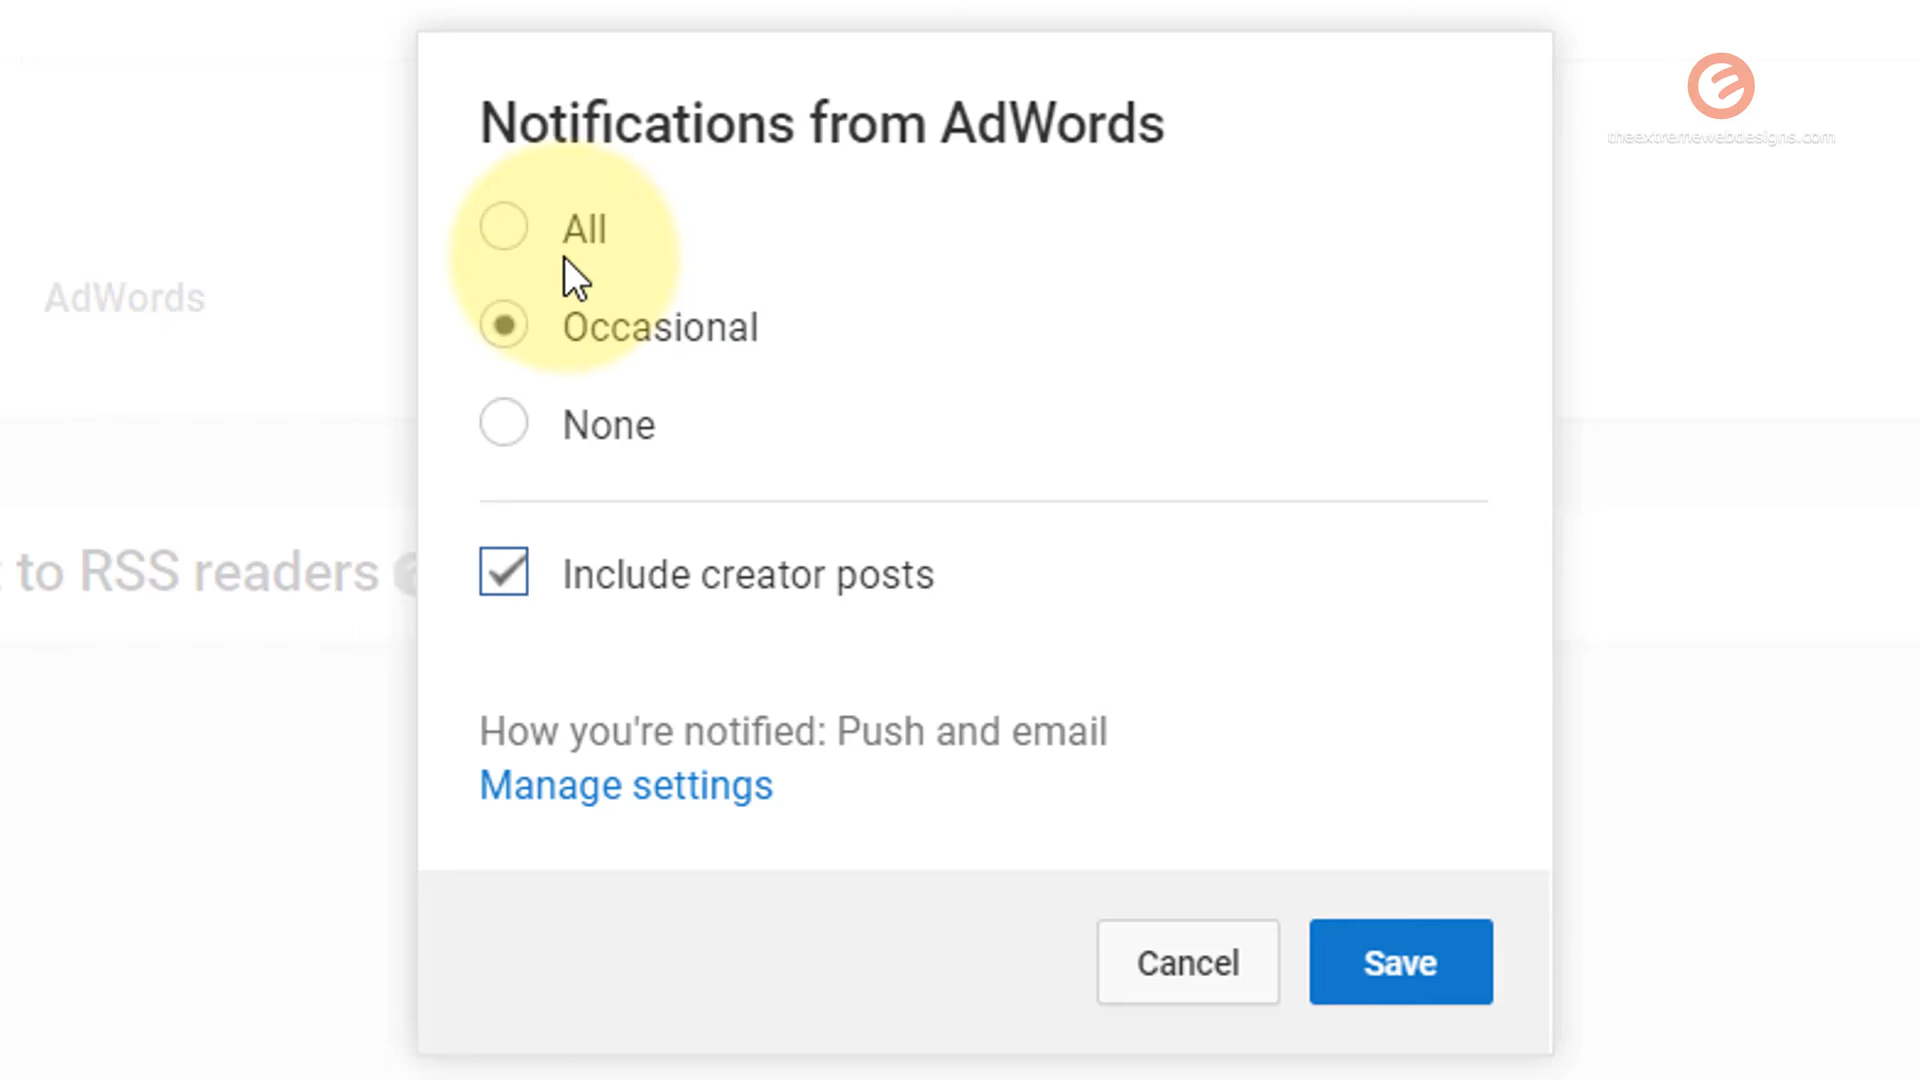 Notifications from AdWords
theextremewebdesigns.com
All
AdWords
Occasional
None
to RSS readers
Include creator posts
How you're notified: Push and email
Manage settings
Cancel
Save